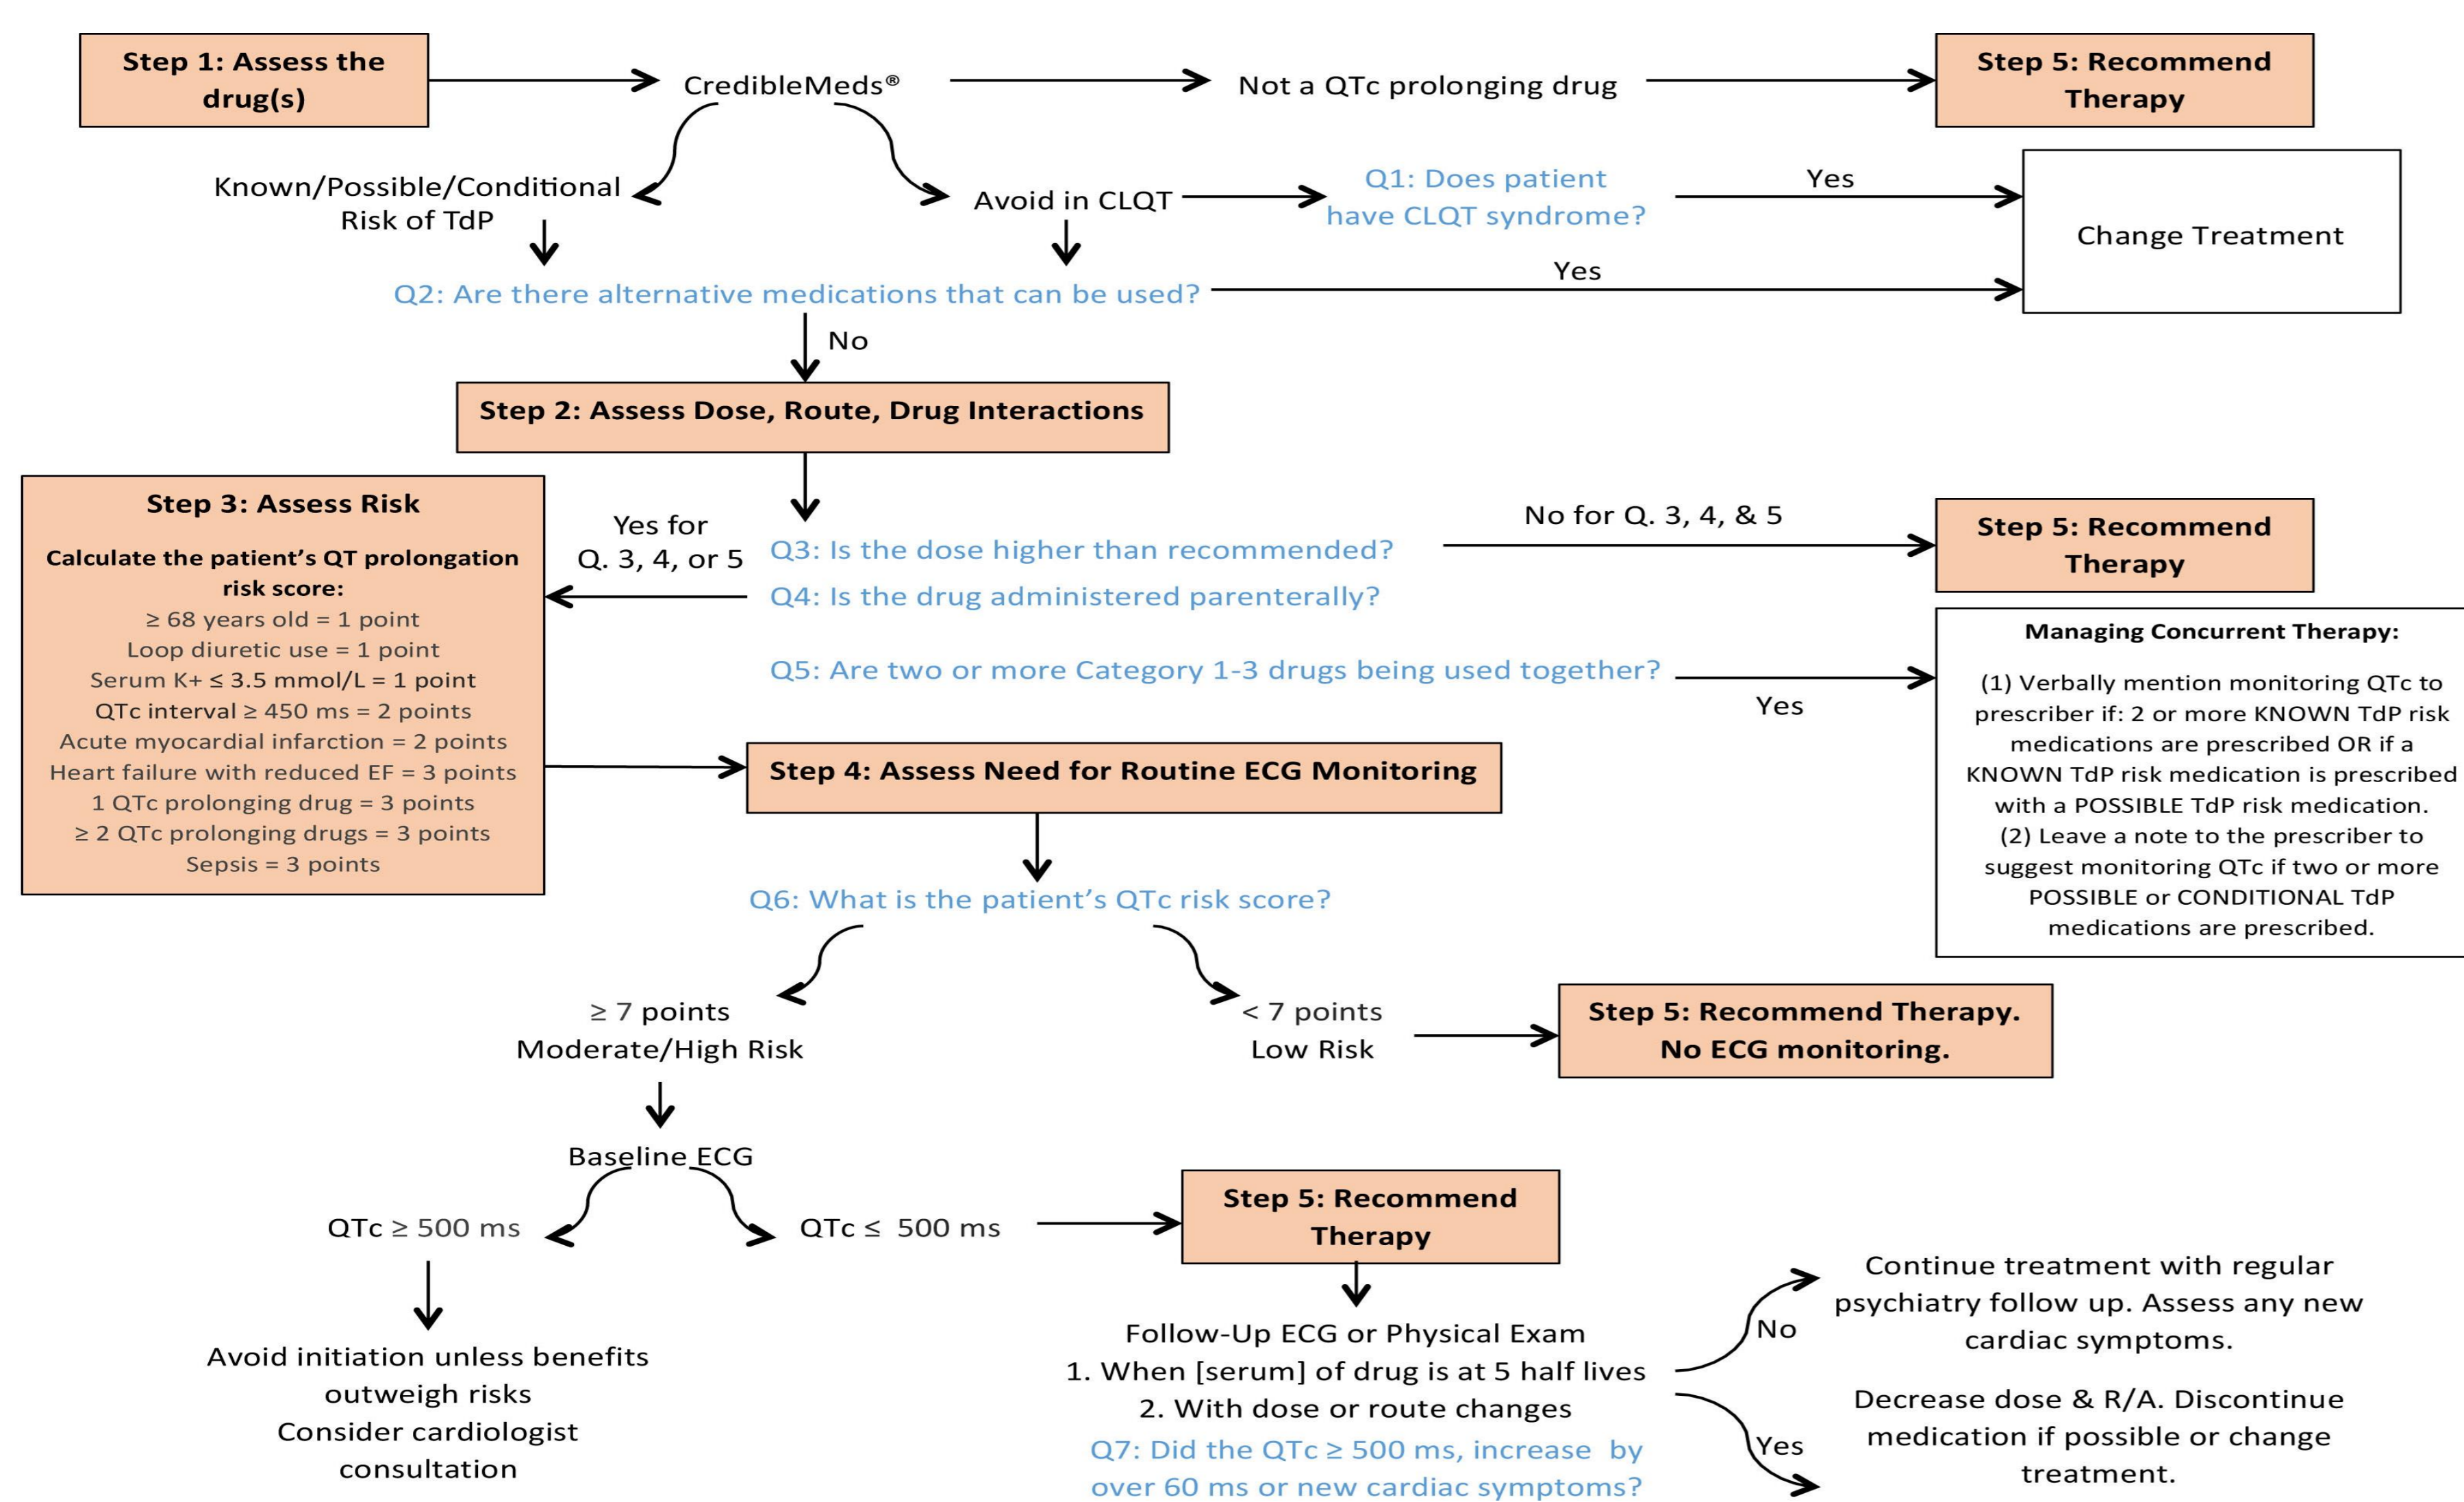 Step 1: Assess the
drug(s)
CredibleMeds®
Not a QTc prolonging drug
Step 5: Recommend
Therapy
Known/Possible/Conditional
Risk of TdP
Avoid in CLQT
Q1: Does patient
have CLQT syndrome?
Yes
Change Treatment
Q2: Are there alternative medications that can be used?
Yes
No
Step 2: Assess Dose, Route, Drug Interactions
Step 3: Assess Risk
Calculate the patient’s QT prolongation
risk score:
≥ 68 years old = 1 point
Loop diuretic use = 1 point
Serum K+ ≤ 3.5 mmol/L = 1 point
QTc interval ≥ 450 ms = 2 points
Acute myocardial infarction = 2 points
Heart failure with reduced EF = 3 points
1 QTc prolonging drug = 3 points
≥ 2 QTc prolonging drugs = 3 points
Sepsis = 3 points
Yes for
Q. 3, 4, or 5
Q3: Is the dose higher than recommended?
Q4: Is the drug administered parenterally?
Q5: Are two or more Category 1-3 drugs being used together?
No for Q. 3, 4, & 5
Step 5: Recommend
Therapy
Yes
Managing Concurrent Therapy:
(1) Verbally mention monitoring QTc to
prescriber if: 2 or more KNOWN TdP risk
medications are prescribed OR if a
KNOWN TdP risk medication is prescribed
with a POSSIBLE TdP risk medication.
(2) Leave a note to the prescriber to
suggest monitoring QTc if two or more
POSSIBLE or CONDITIONAL TdP
medications are prescribed.
Step 4: Assess Need for Routine ECG Monitoring
Q6: What is the patient’s QTc risk score?
≥ 7 points
Moderate/High Risk
< 7 points
Low Risk
Step 5: Recommend Therapy.
No ECG monitoring.
Baseline ECG
QTc ≥ 500 ms
QTc ≤ 500 ms
Step 5: Recommend
Therapy
Avoid initiation unless benefits
outweigh risks
Consider cardiologist
consultation
Follow-Up ECG or Physical Exam
1. When [serum] of drug is at 5 half lives
2. With dose or route changes
Q7: Did the QTc ≥ 500 ms, increase by
over 60 ms or new cardiac symptoms?
No
Continue treatment with regular
psychiatry follow up. Assess any new
cardiac symptoms.
Yes
Decrease dose & R/A. Discontinue
medication if possible or change
treatment.